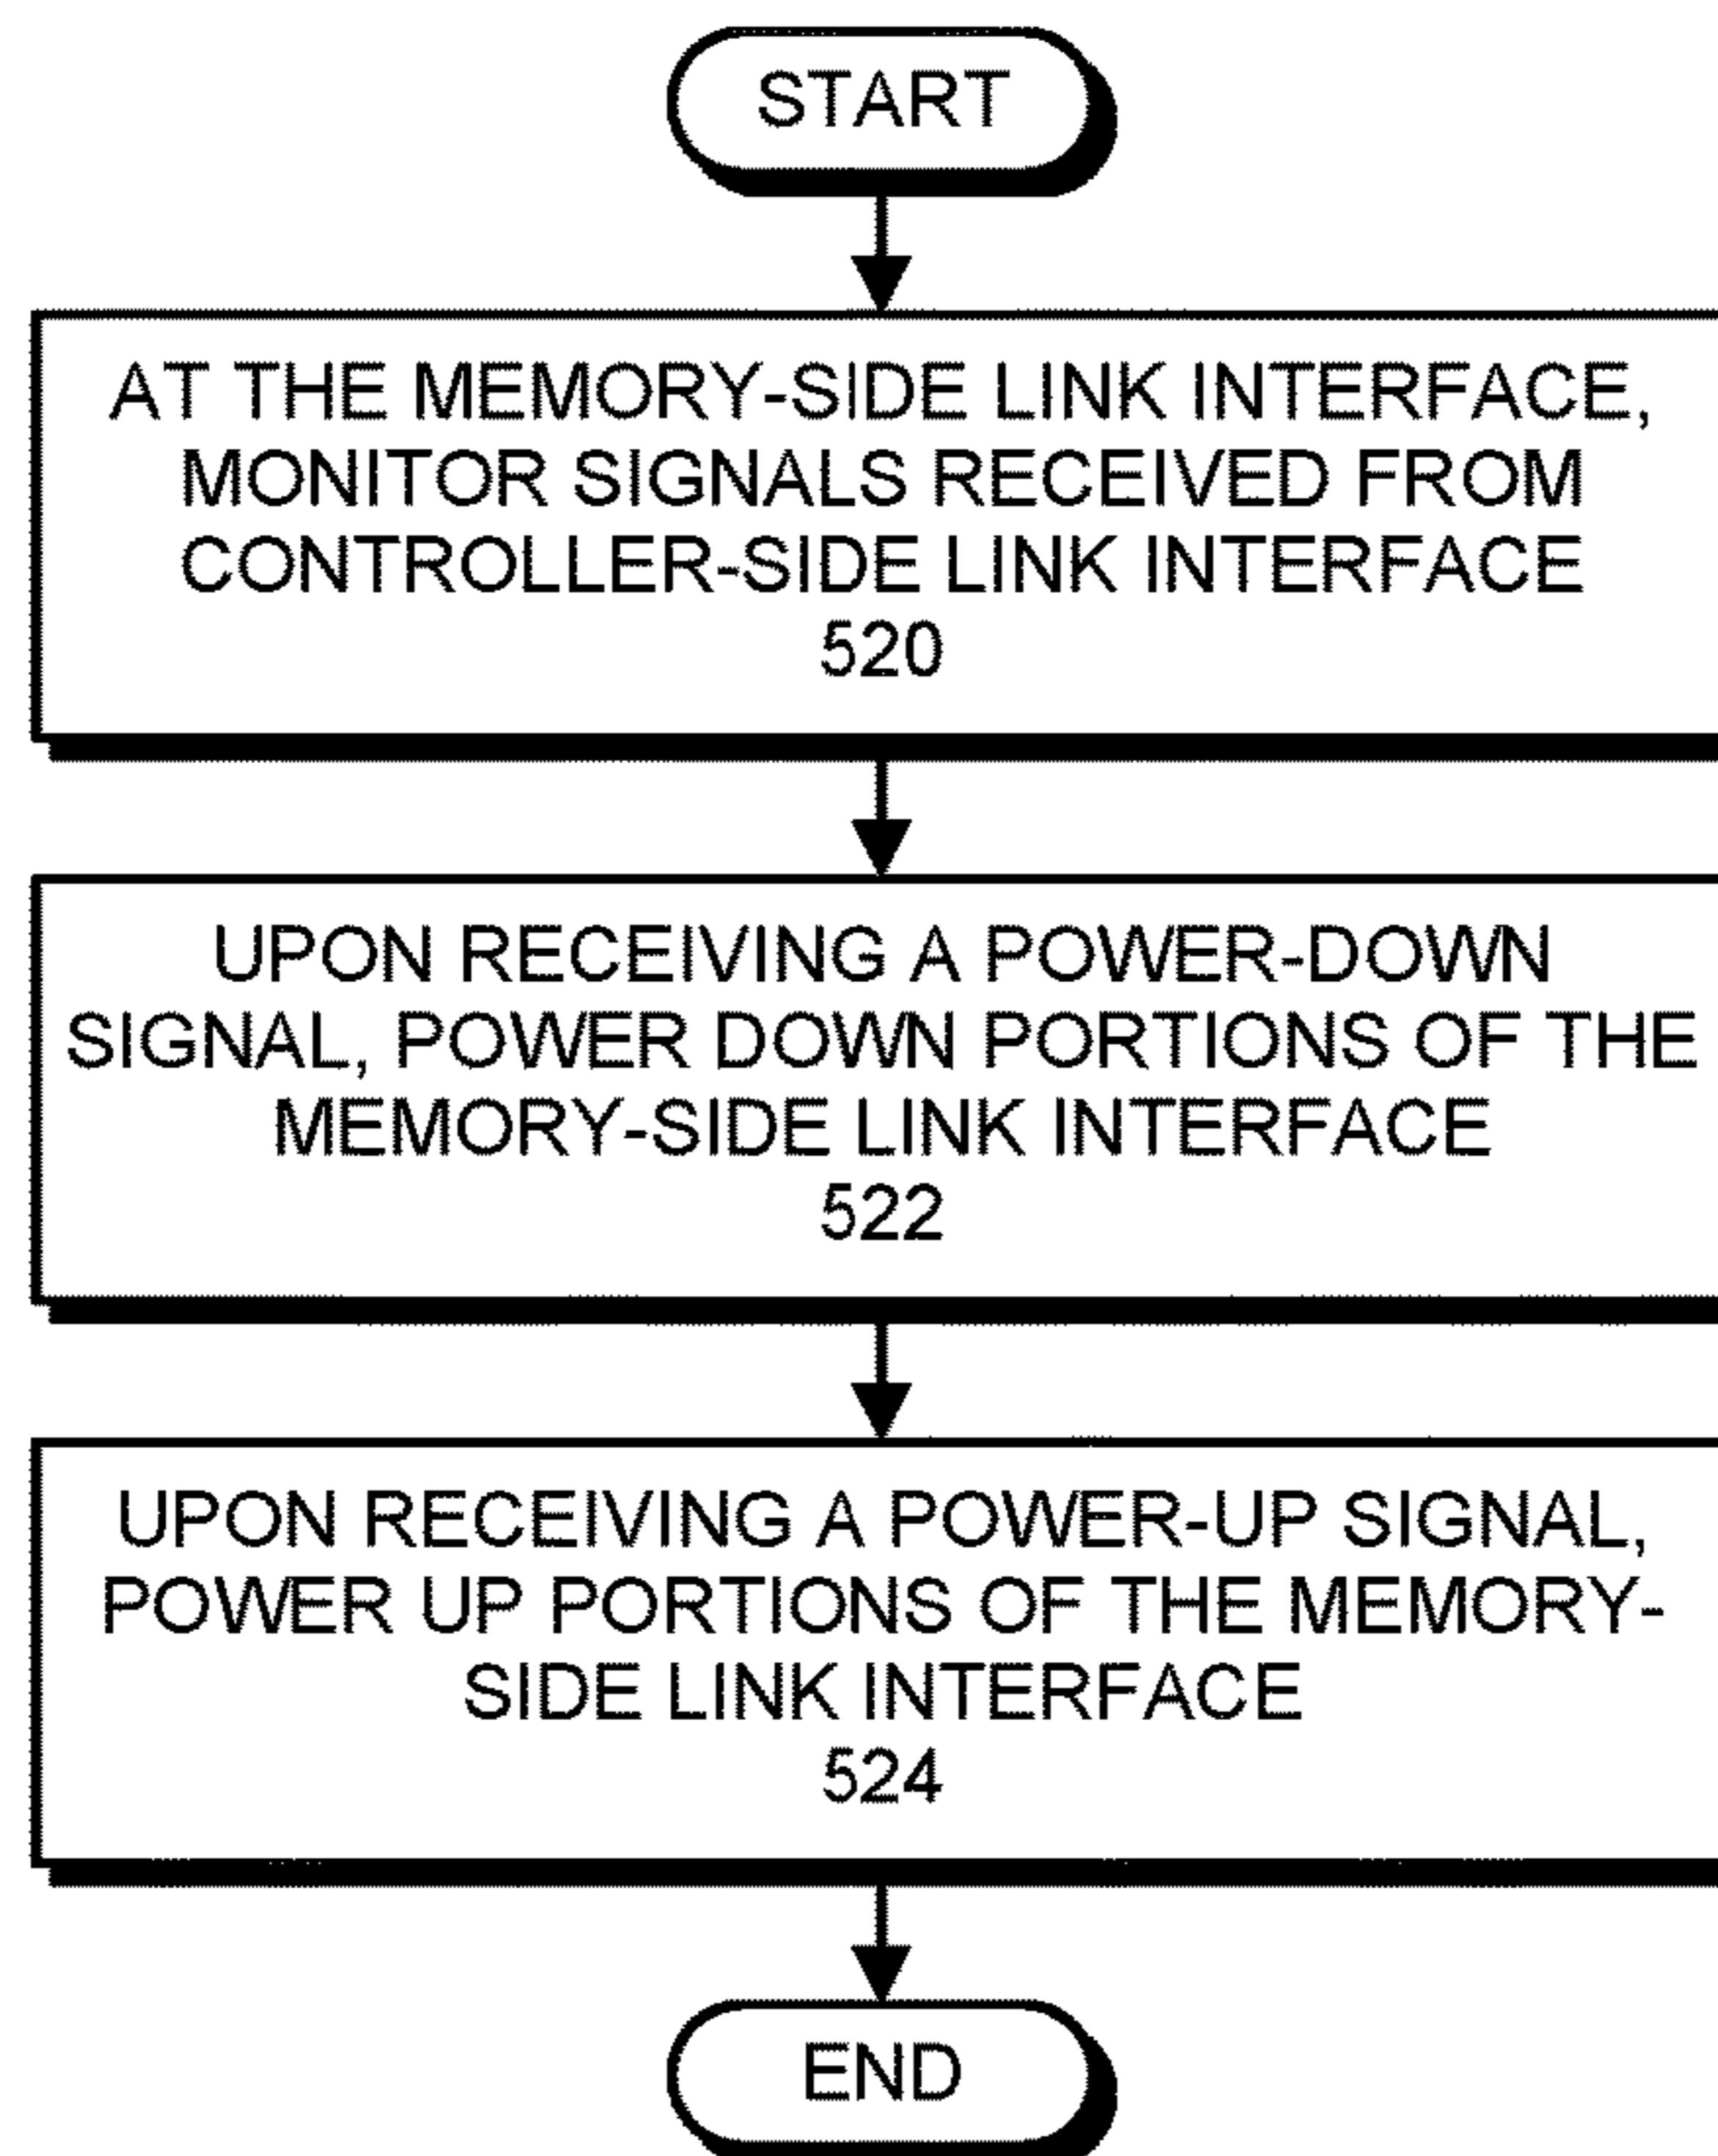 START
AT THE MEMORY-SIDE LINK INTERFACE,
MONITOR SIGNALS RECEIVED FROM
CONTROLLER-SIDE LINK INTERFACE
520
UPON RECEIVING A POWER-DOWN
SIGNAL, POWER DOWN PORTIONS OF THE
MEMORY-SIDE LINK INTERFACE
522
UPON RECEIVING A POWER-UP SIGNAL,
POWER UP PORTIONS OF THE MEMORY-
SIDE LINK INTERFACE
524
END